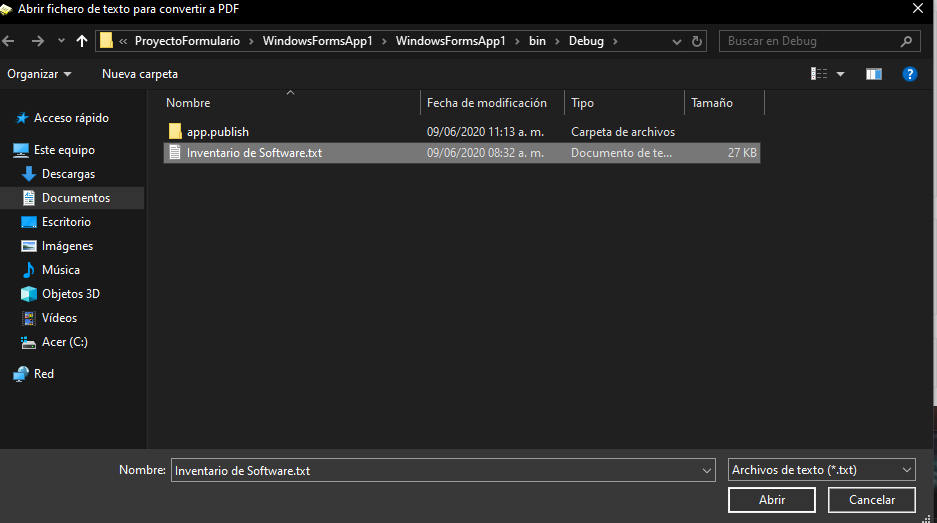 Abrir fichero de texto para convertir a PDF
« ProyectoFormulario > WindowsFormsApp1 > WindowsFormsApp1 > bin > Debug >
Buscar en Debug
Organizar
Nueva carpeta
Nombre Fecha de modificación Tipo Tamaño
app.publish 09/06/2020 11:13 a. m. Carpeta de archivos
Inventario de Software.txt 09/06/2020 08:32 a. m. Documento de te... 27 KB
Acceso rápido
Este equipo
Descargas
Documentos
Escritorio
Imágenes
Música
Objetos 3D
Vídeos
Acer (C:)
Red
Nombre: Inventario de Software.txt
Archivos de texto (*.txt)
Abrir Cancelar